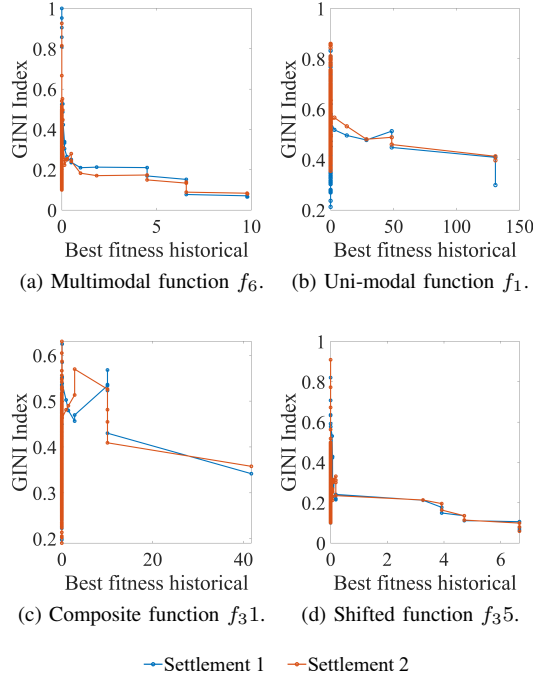 1
0.8
0.6
0.4
0.2
0
GINI Index
0 2 4 6 8 10
Best fitness historical
(a) Multimodal function f₆.
1
0.8
0.6
0.4
0.2
GINI Index
0 50 100 150
Best fitness historical
(b) Uni-modal function f₁.
0.6
0.5
0.4
0.3
0.2
GINI Index
0 20 40
Best fitness historical
(c) Composite function f₃1.
1
0.8
0.6
0.4
0.2
0
GINI Index
0 2 4 6
Best fitness historical
(d) Shifted function f₃5.
Settlement 1 Settlement 2